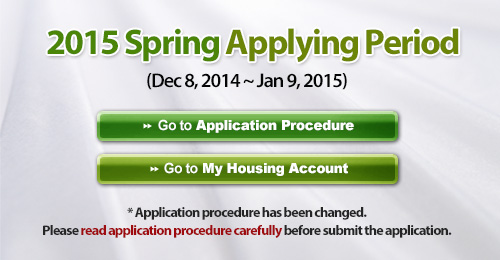 2015 Spring Applying Period
(Dec 8, 2014 ~ Jan 9, 2015)
Go to Application Procedure
Go to My Housing Account
* Application procedure has been changed.
Please read application procedure carefully before submit the application.